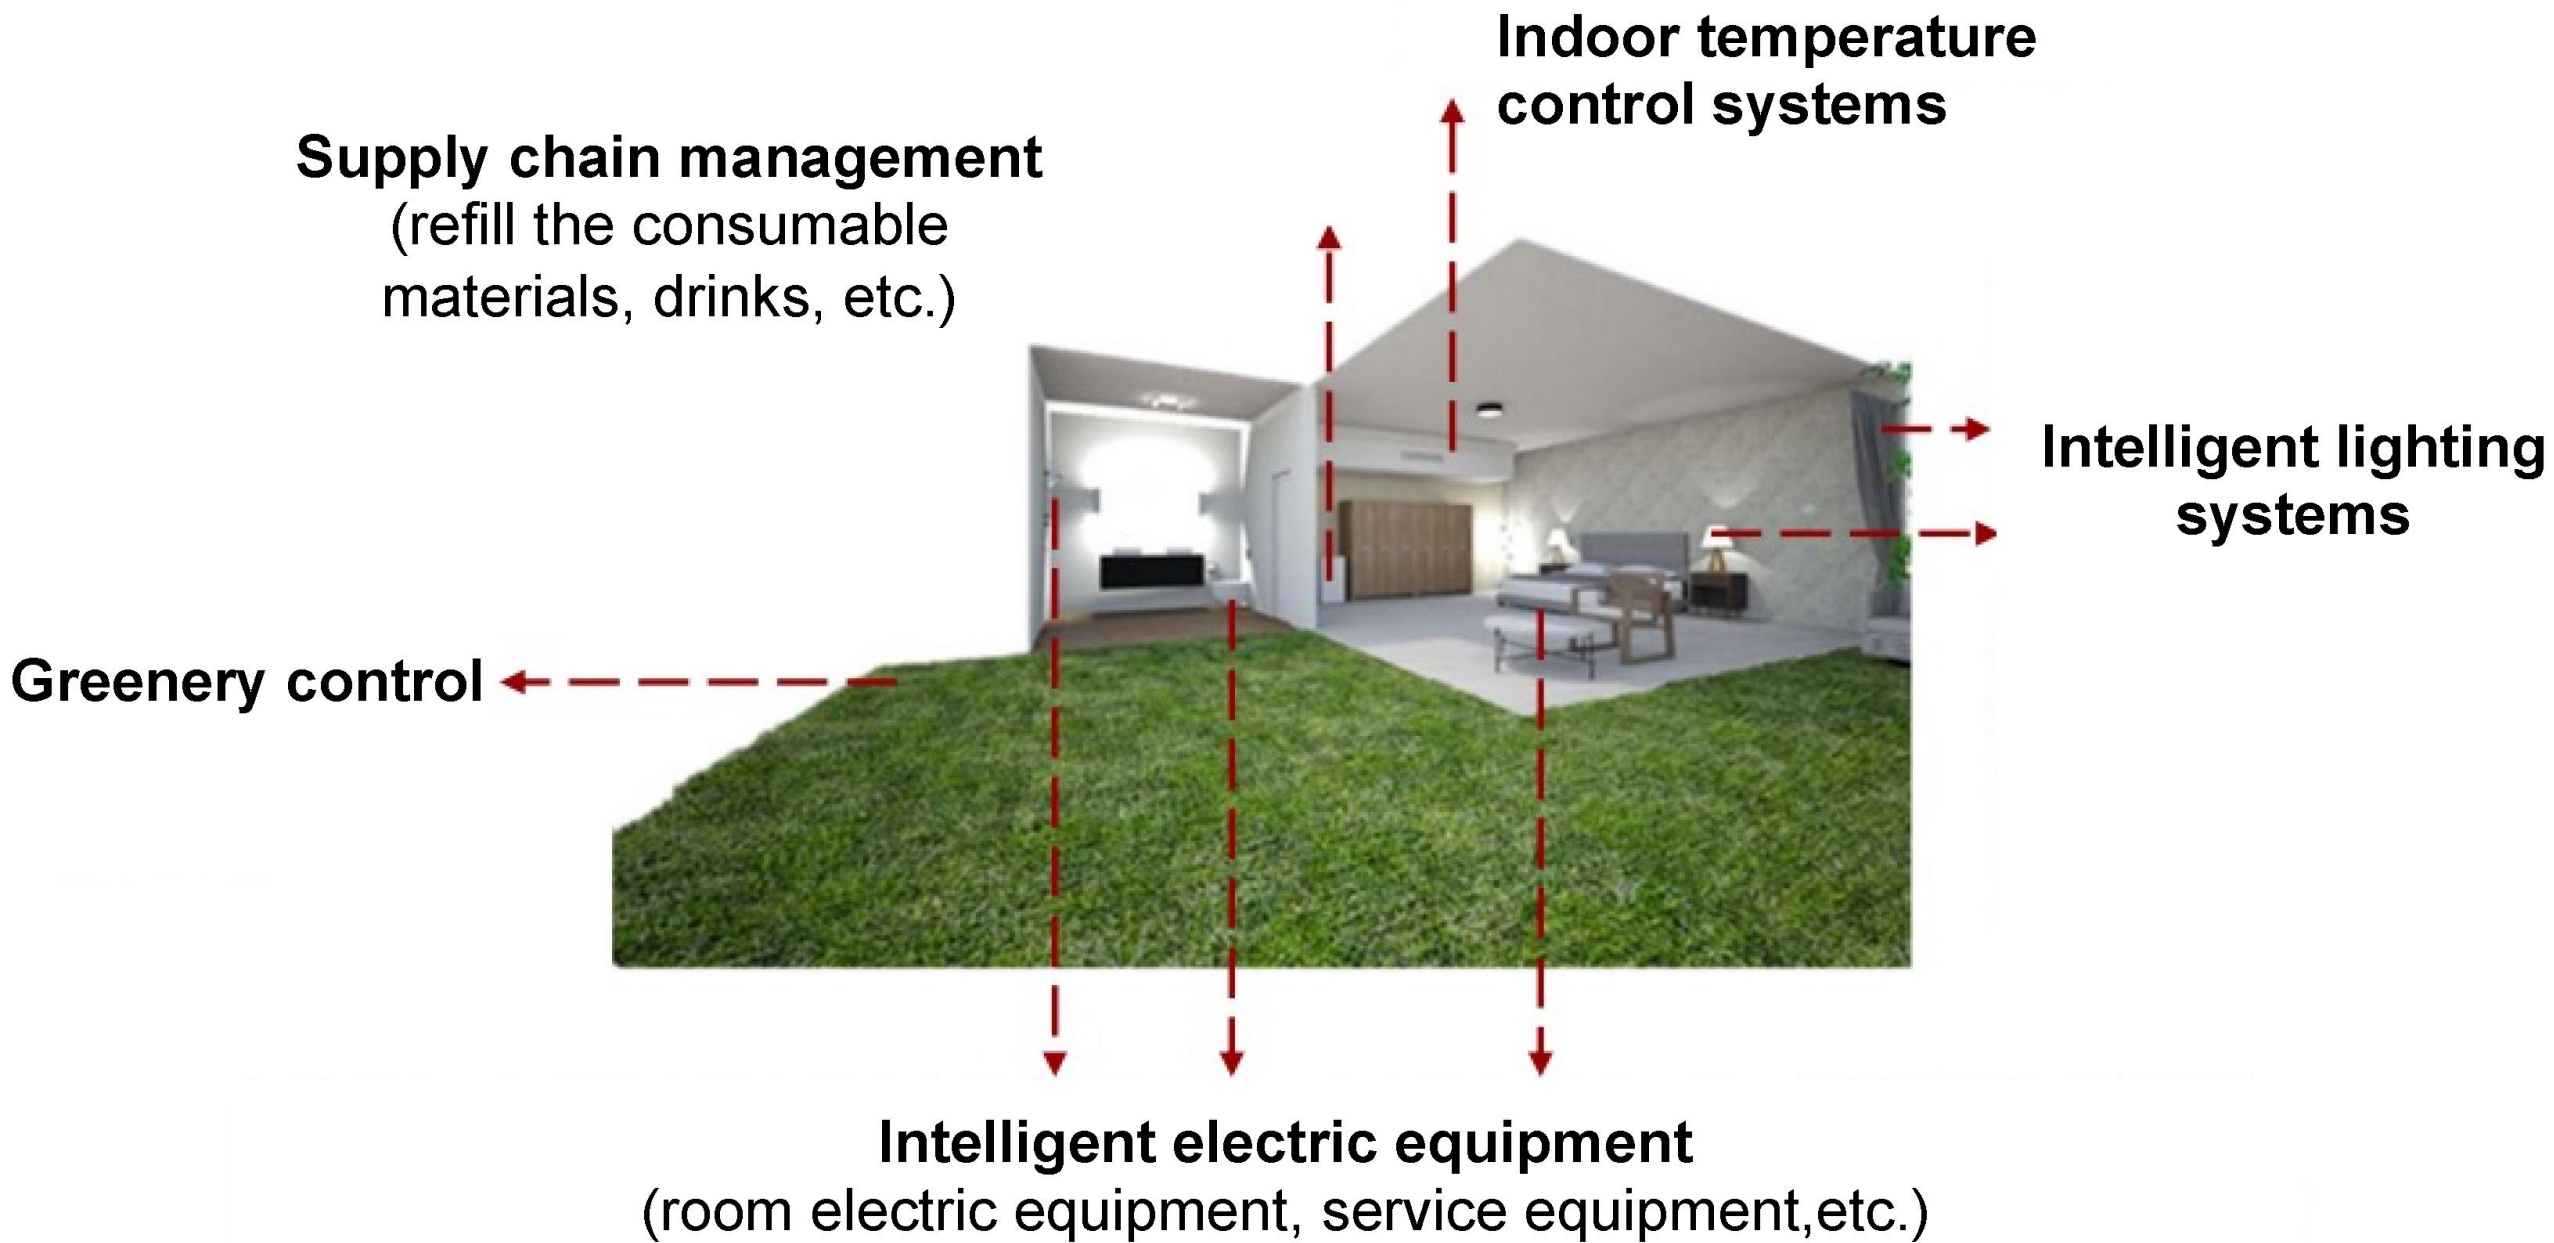 Indoor temperature
control systems
Supply chain management
(refill the consumable
materials, drinks, etc.)
Intelligent lighting
systems
Greenery control
Intelligent electric equipment
(room electric equipment, service equipment,etc.)